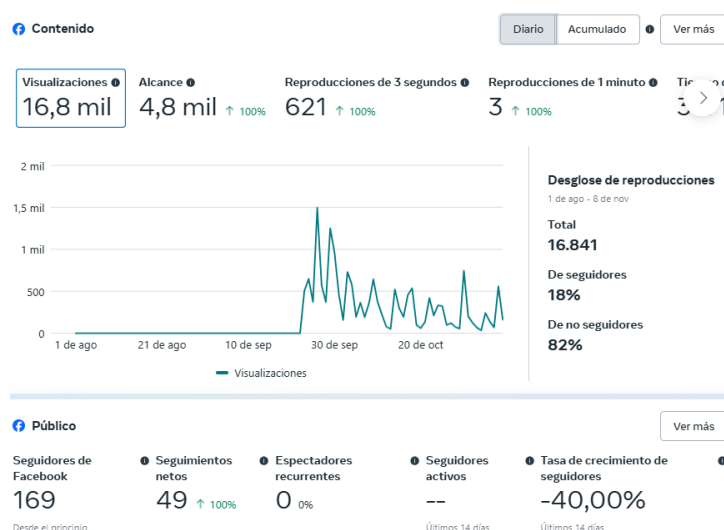 Contenido
Diario Acumulado Ver más
Visualizaciones Alcance Reproducciones de 3 segundos Reproducciones de 1 minuto
16,8 mil 4,8 mil ↑ 100% 621 ↑ 100% 3 ↑ 100%
2 mil
1,5 mil
1 mil
500
0
1 de ago 21 de ago 10 de sep 30 de sep 20 de oct
Visualizaciones
Desglose de reproducciones
1 de ago - 8 de nov
Total
16.841
De seguidores
18%
De no seguidores
82%
Público
Ver más
Seguidores de Facebook
169
Desde el principio
Seguimientos netos
49 ↑ 100%
Espectadores recurrentes
0 0%
Seguidores activos
--
Últimos 14 días
Tasa de crecimiento de seguidores
-40,00%
Últimos 14 días